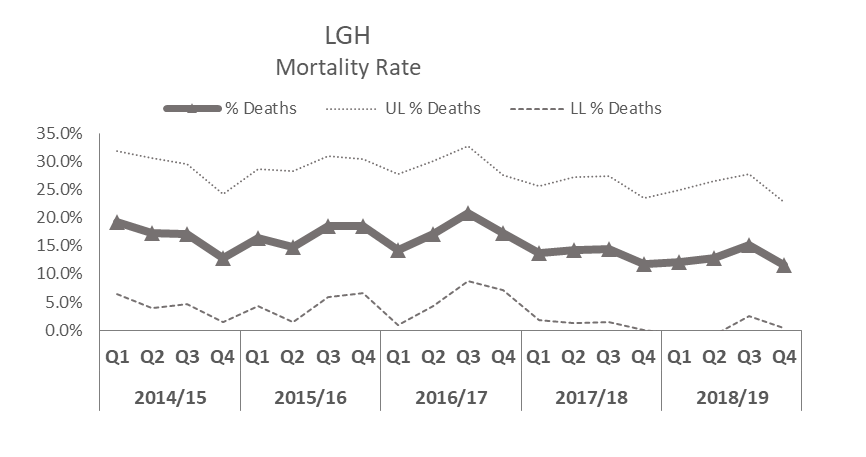 LGH
Mortality Rate
% Deaths UL % Deaths LL % Deaths
35.0%
30.0%
25.0%
20.0%
15.0%
10.0%
5.0%
0.0%
Q1 Q2 Q3 Q4 Q1 Q2 Q3 Q4 Q1 Q2 Q3 Q4 Q1 Q2 Q3 Q4 Q1 Q2 Q3 Q4
2014/15 2015/16 2016/17 2017/18 2018/19